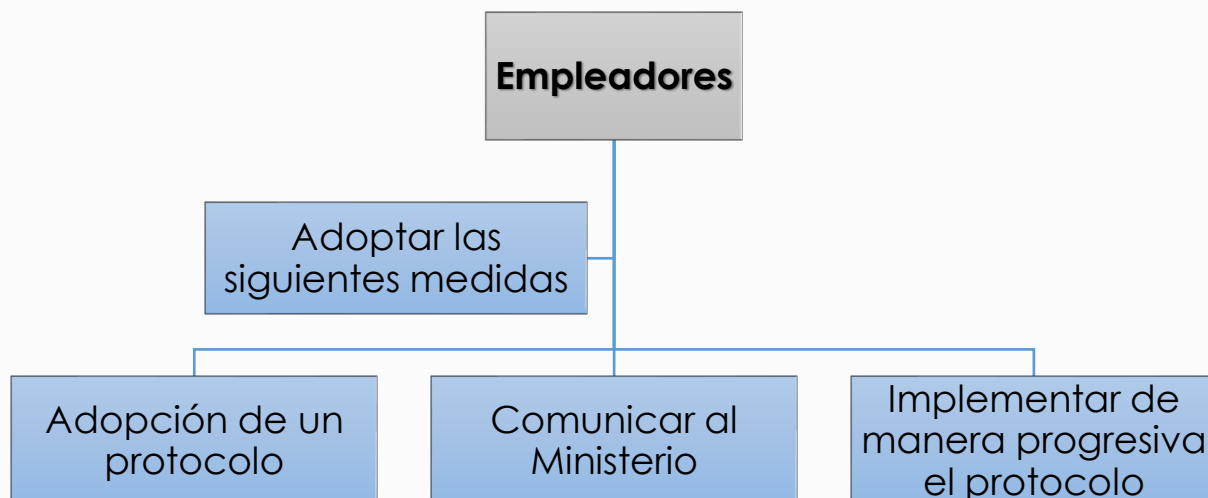 Empleadores
Adoptar las
siguientes medidas
Adopción de un
protocolo
Comunicar al
Ministerio
Implementar de
manera progresiva
el protocolo